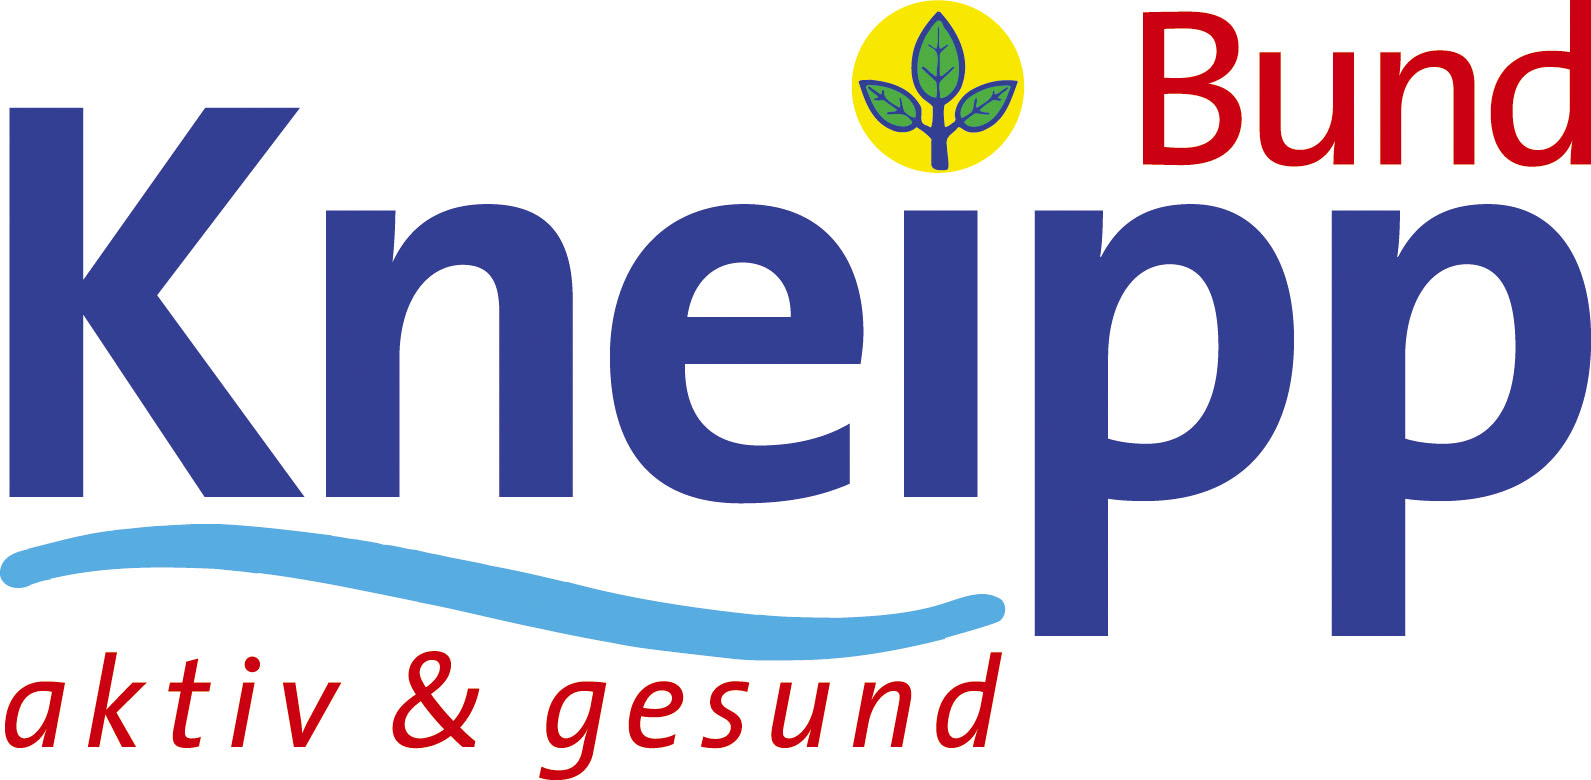 Bund
Kneipp
aktiv & gesund